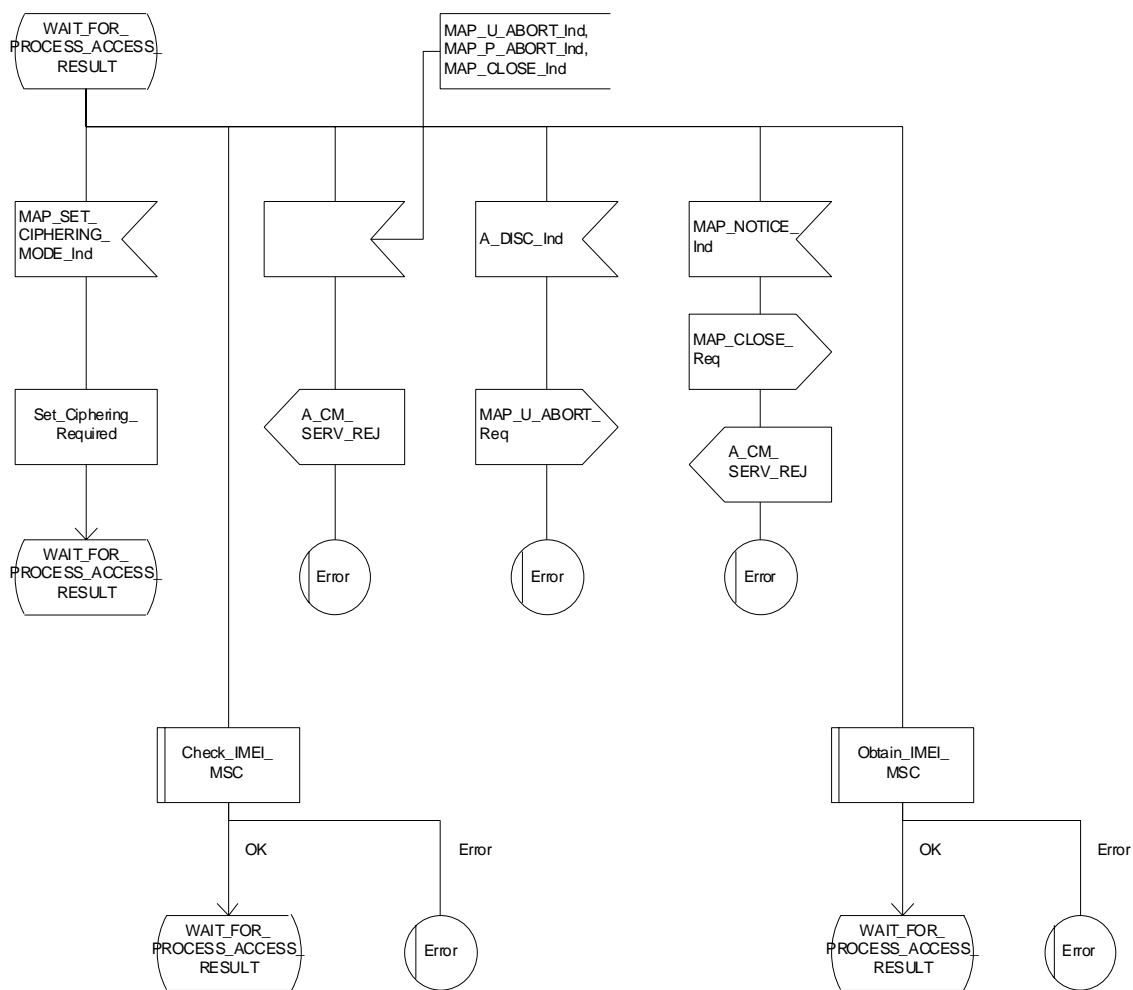 WAIT_FOR_
PROCESS_ACCESS_
RESULT
MAP_U_ABORT_Ind,
MAP_P_ABORT_Ind,
MAP_CLOSE_Ind
MAP_SET_
CIPHERING_
MODE_Ind
A_DISC_Ind
MAP_NOTICE_
Ind
MAP_CLOSE_
Req
Set_Ciphering_
Required
A_CM_
SERV_REJ
MAP_U_ABORT_
Req
A_CM_
SERV_REJ
WAIT_FOR_
PROCESS_ACCESS_
RESULT
Error
Error
Error
Check_IMEI_
MSC
Obtain_IMEI_
MSC
OK
Error
OK
Error
WAIT_FOR_
PROCESS_ACCESS_
RESULT
Error
WAIT_FOR_
PROCESS_ACCESS_
RESULT
Error